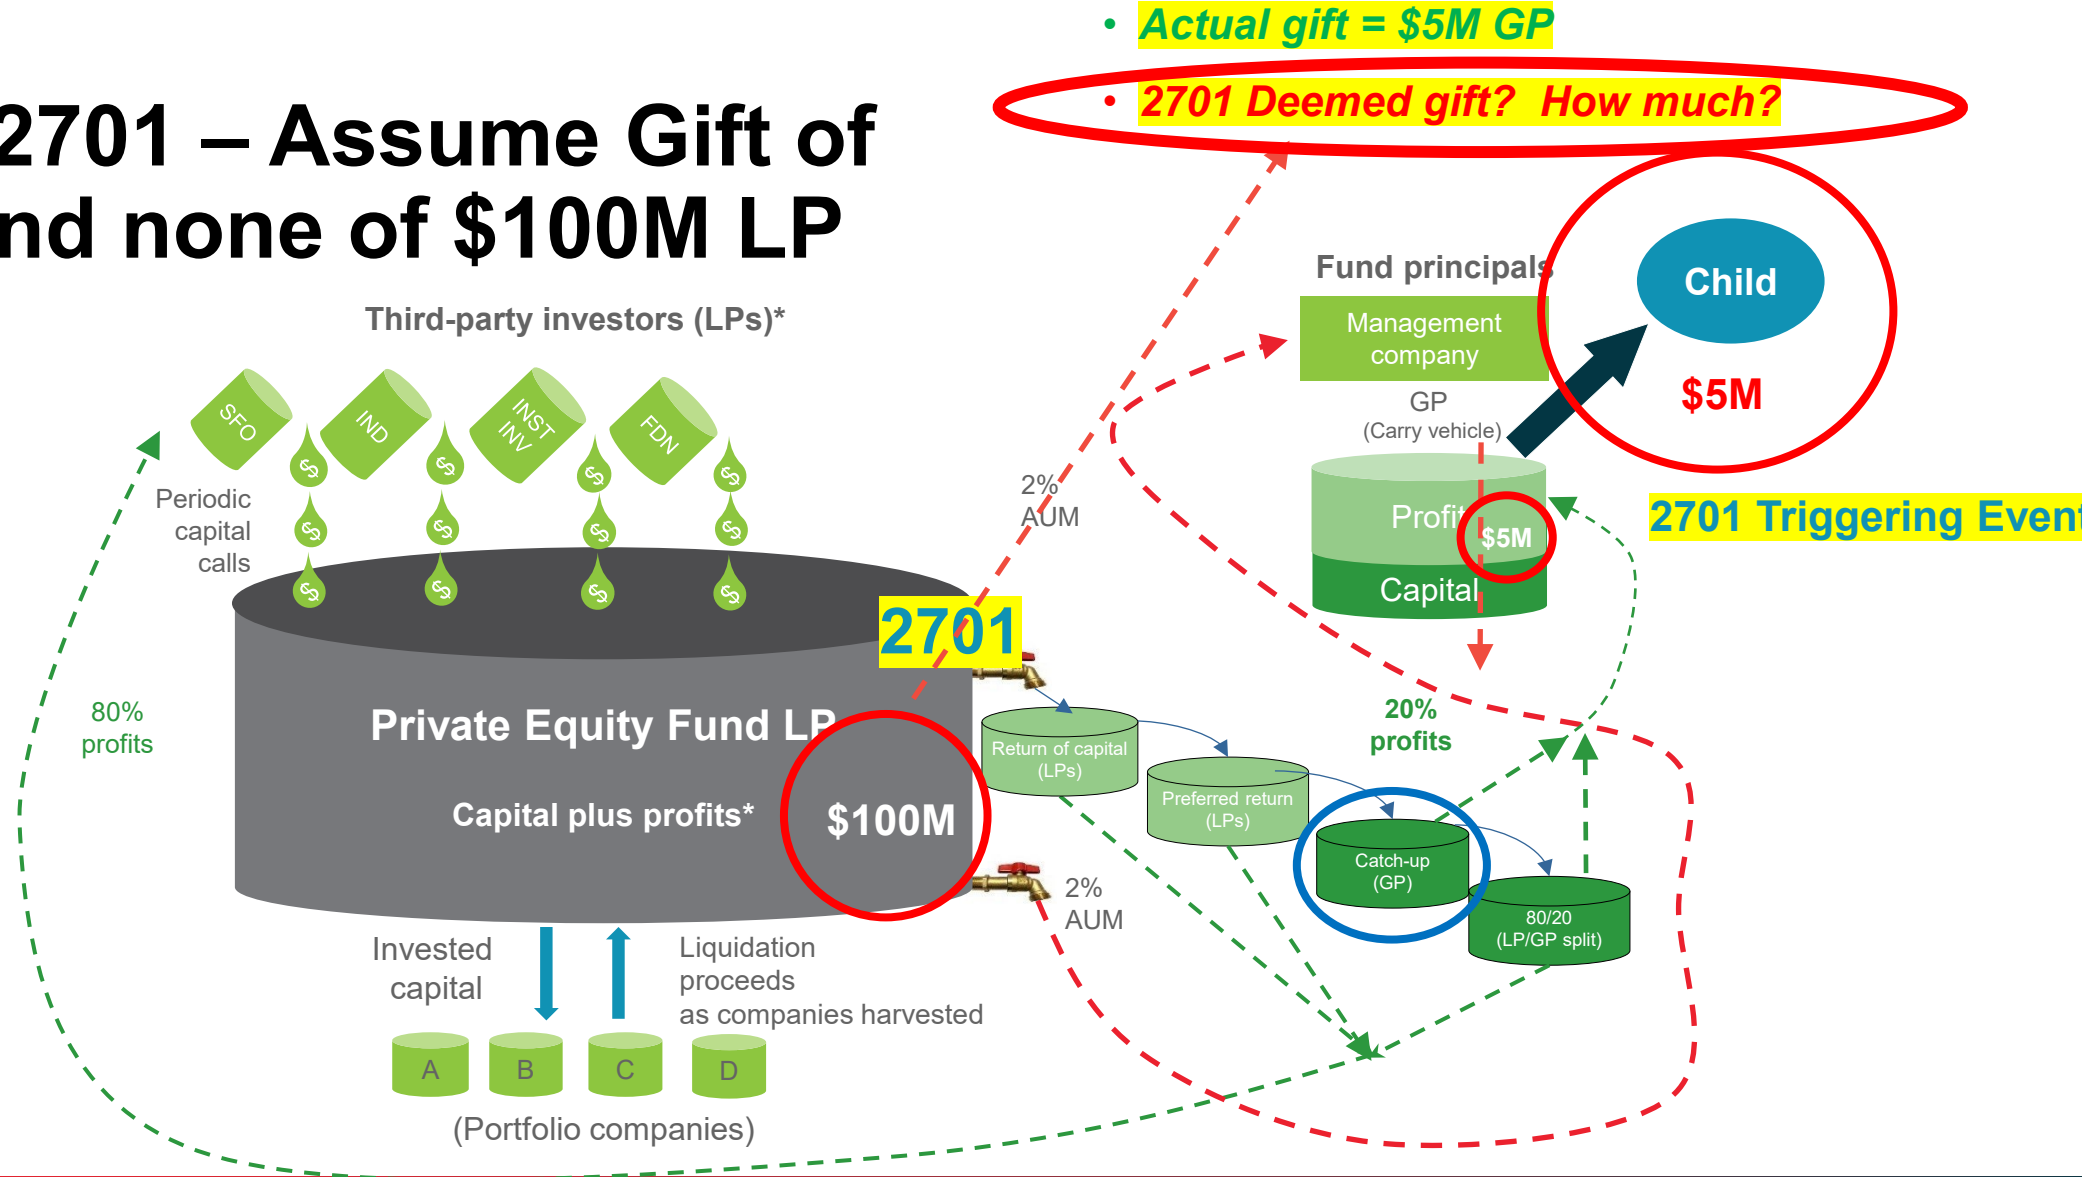 • Actual gift = $5M GP
• 2701 Deemed gift? How much?
2701 – Assume Gift of
nd none of $100M LP
Third-party investors (LPs)*
SFO
IND
INST
INV
FDN
$
$
$
$
$
$
$
$
$
$
$
$
Periodic
capital
calls
80%
profits
2701
Private Equity Fund LP
Capital plus profits*
$100M
Invested
capital
Liquidation
proceeds
as companies harvested
A
B
C
D
(Portfolio companies)
2%
AUM
2%
AUM
Return of capital
(LPs)
Preferred return
(LPs)
Catch-up
(GP)
80/20
(LP/GP split)
20%
profits
Fund principals
Management
company
GP
(Carry vehicle)
Profit
$5M
Capital
Child
$5M
2701 Triggering Event